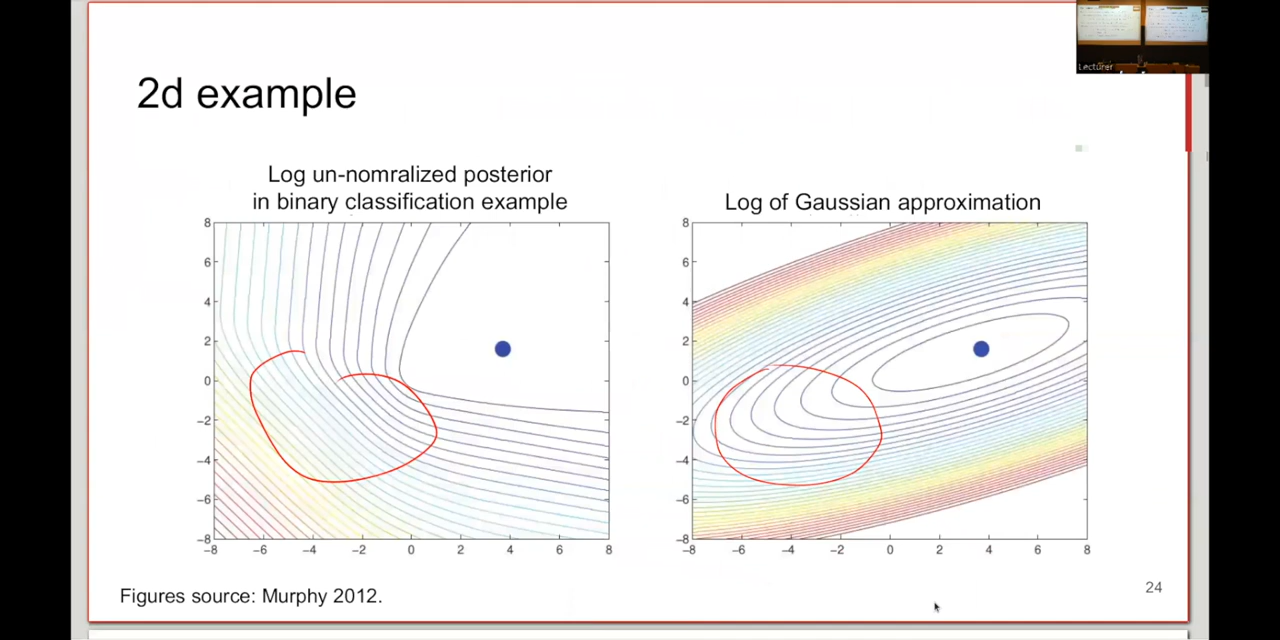 Lecturer
2d example
Log un-nomralized posterior
in binary classification example
Log of Gaussian approximation
8
6
4
2
0
−2
−4
−6
−8
−8 −6 −4 −2 0 2 4 6 8
8
6
4
2
0
−2
−4
−6
−8
−8 −6 −4 −2 0 2 4 6 8
Figures source: Murphy 2012.
24